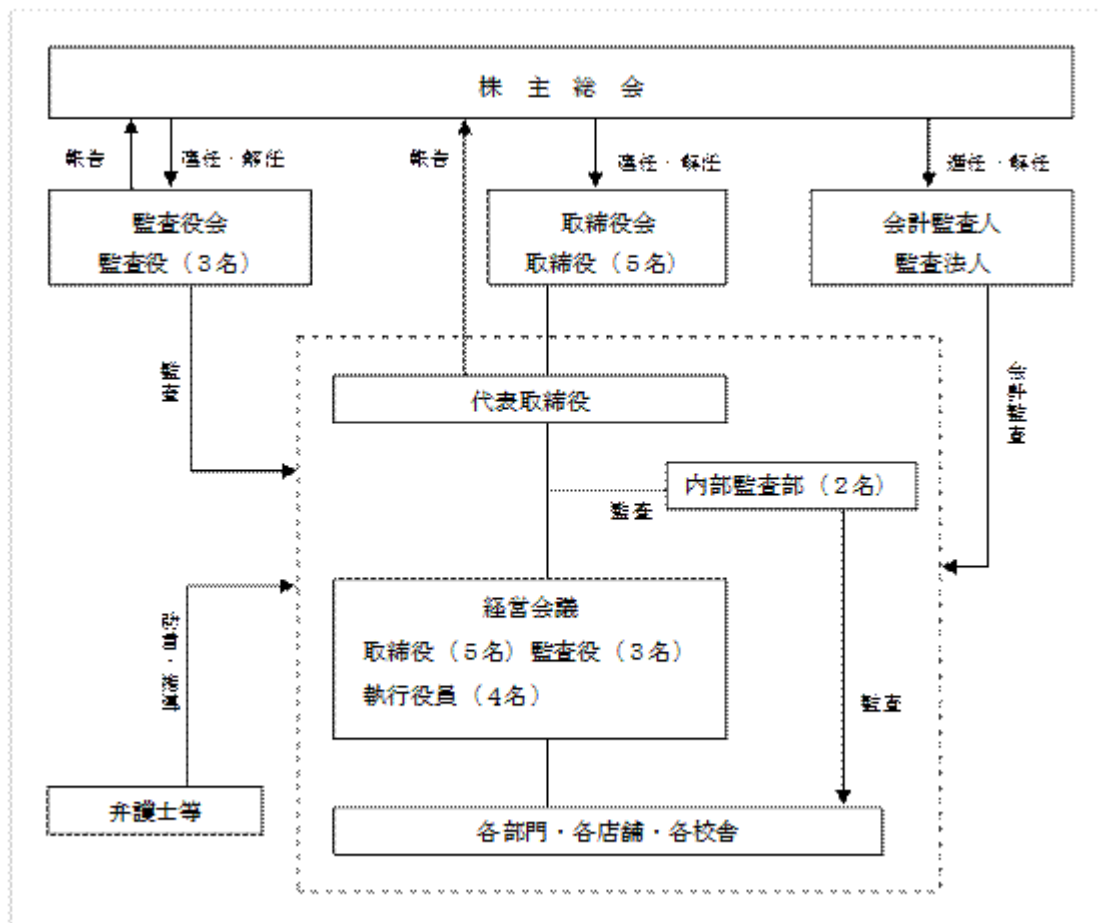 株 主 総 会
報告
選任・解任
報告
選任・解任
選任・解任
監査役会
監査役（３名）
取締役会
取締役（５名）
会計監査人
監査法人
監査
会計監査
代表取締役
内部監査部（２名）
監査
経営会議
取締役（５名）監査役（３名）
執行役員（４名）
監査
弁護士等
各部門・各店舗・各校舎